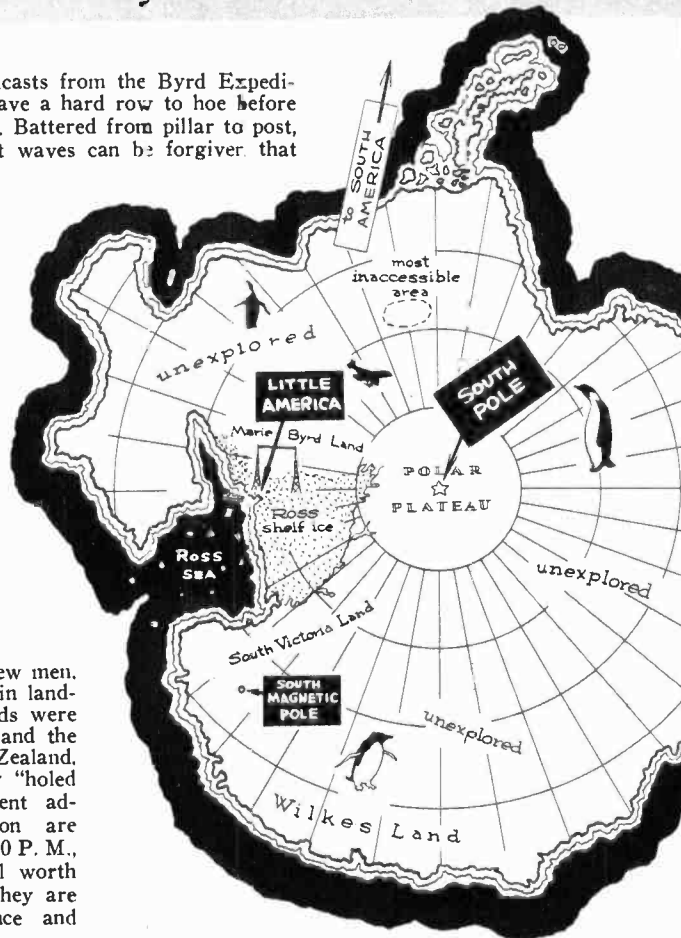 casts from the Byrd Expedi-
ave a hard row to hoe before
. Battered from pillar to post,
t waves can be forgiver that
to SOUTH
AMERICA
most
inaccessible
area
unexplored
LITTLE
AMERICA
SOUTH
POLE
Marie Byrd Land
POLAR
PLATEAU
Ross
shelf ice
ROSS
SEA
unexplored
South Victoria Land
SOUTH
MAGNETIC
POLE
unexplored
Wilkes Land
ew men,
in land-
ds were
and the
Zealand,
"holed
ent ad-
on are
0 P. M.,
l worth
hey are
ce and